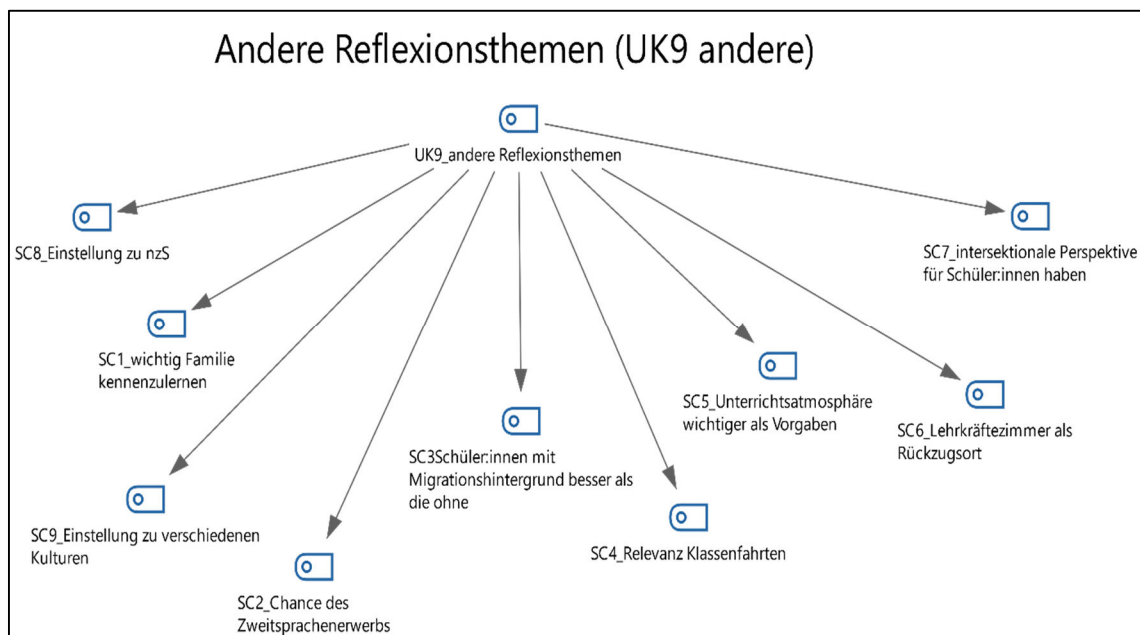 Andere Reflexionsthemen (UK9 andere)
UK9_andere Reflexionsthemen
SC8_Einstellung zu nzS
SC7_intersektionale Perspektive
für Schüler:innen haben
SC1_wichtig Familie
kennenzulernen
SC5_Unterrichtsatmosphäre
wichtiger als Vorgaben
SC6_Lehrkräftezimmer als
Rückzugsort
SC3Schüler:innen mit
Migrationshintergrund besser als
die ohne
SC9_Einstellung zu verschiedenen
Kulturen
SC4_Relevanz Klassenfahrten
SC2_Chance des
Zweitsprachenerwerbs